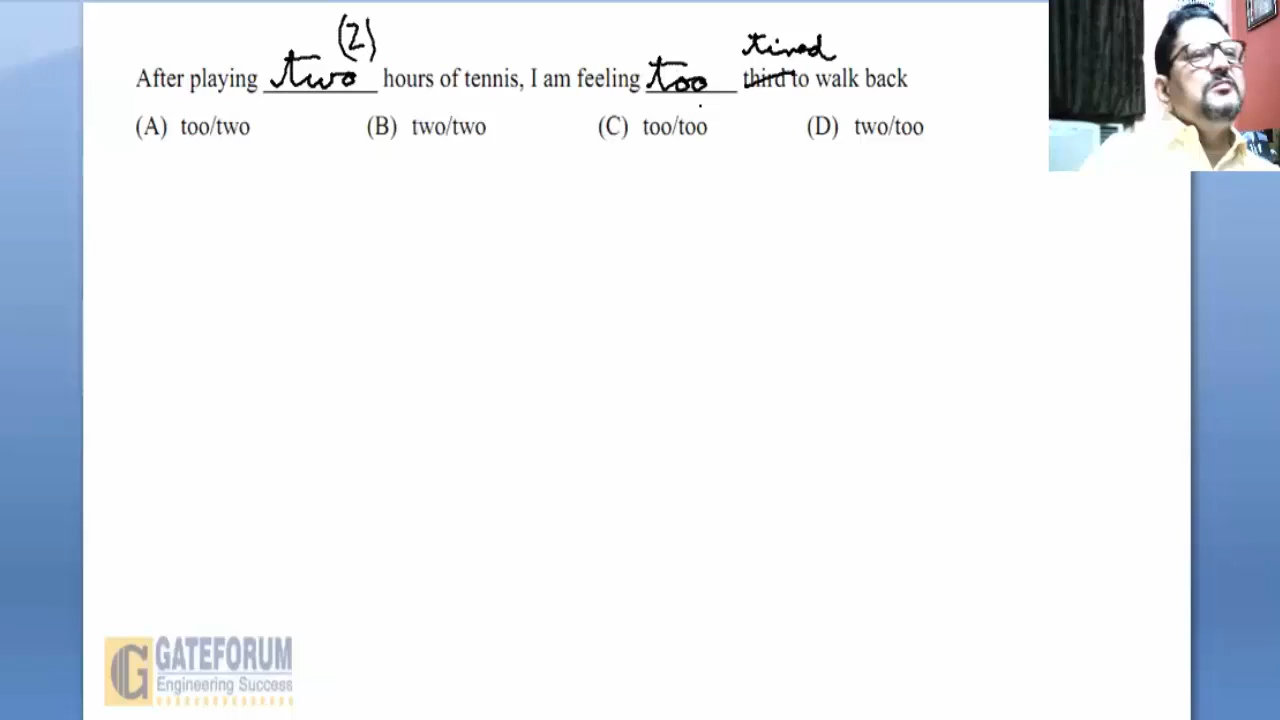 (2)
tired
After playing two hours of tennis, I am feeling too third to walk back
(A) too/two (B) two/two (C) too/too (D) two/too
GATEFORUM
Engineering Success